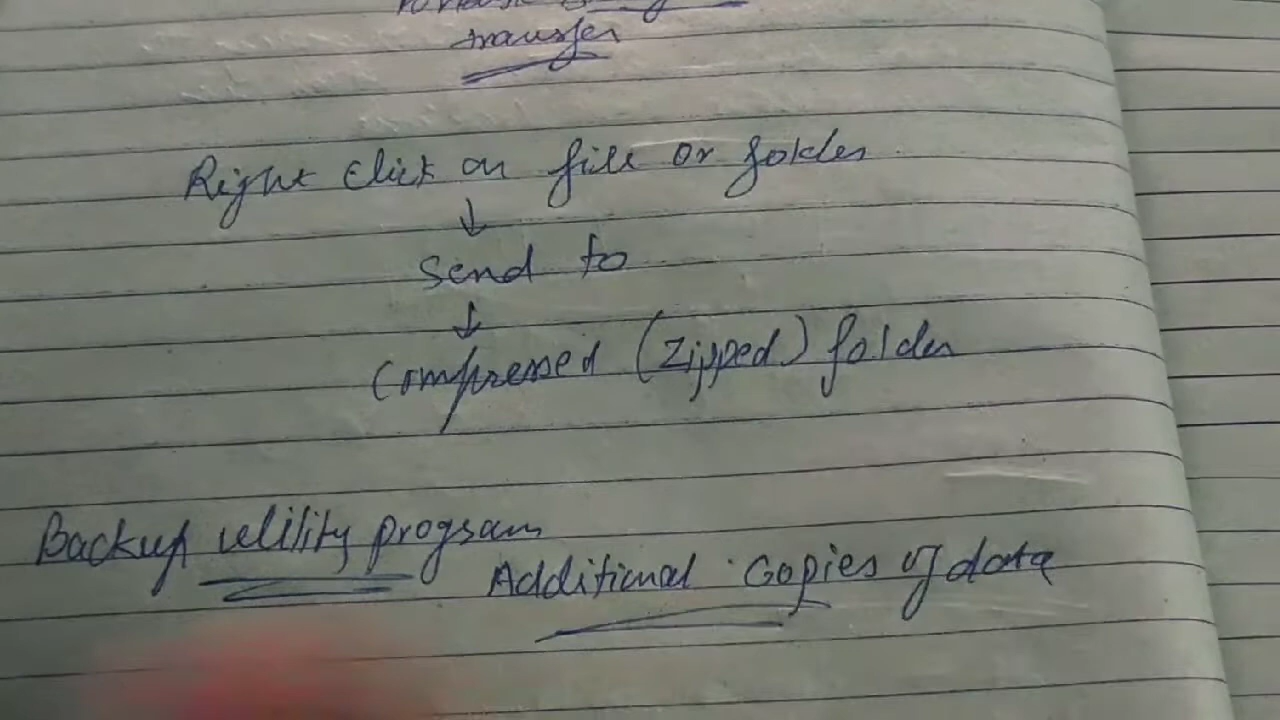 transfer
Right click on file or folder
↓
send to
↓
Compressed (Zipped) folder
Backup utility program
Additional copies of data